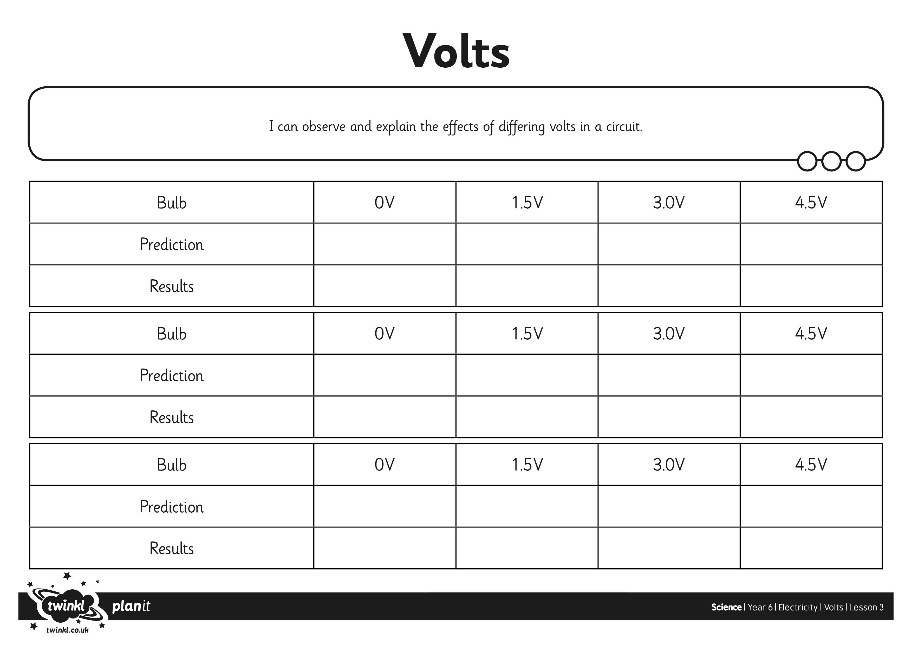 Volts
I can observe and explain the effects of differing volts in a circuit.
Bulb 0V 1.5V 3.0V 4.5V
Prediction
Results
Bulb 0V 1.5V 3.0V 4.5V
Prediction
Results
Bulb 0V 1.5V 3.0V 4.5V
Prediction
Results
twinkl planit
twinkl.co.uk
Science | Year 6 | Electricity | Volts | Lesson 3